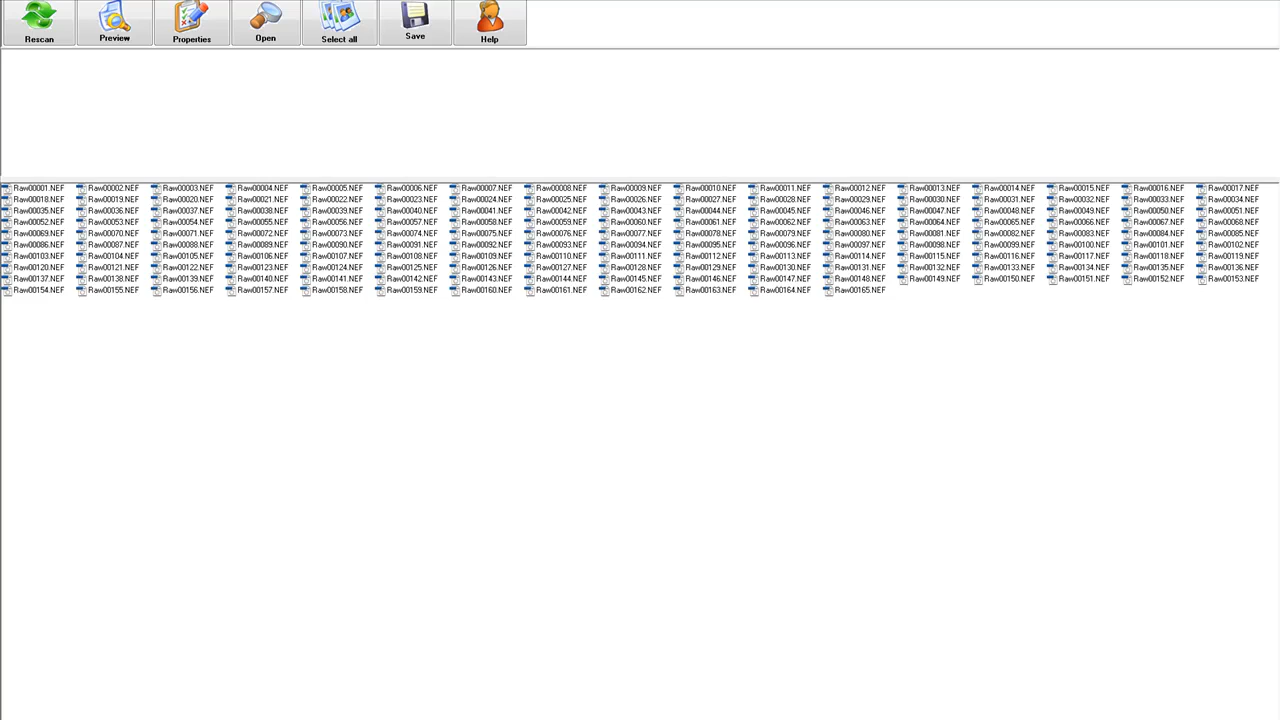 Rescan Preview Properties Open Select all Save Help
Raw00001.NEF Raw00002.NEF Raw00003.NEF Raw00004.NEF Raw00005.NEF Raw00006.NEF Raw00007.NEF Raw00008.NEF Raw00009.NEF Raw00010.NEF Raw00011.NEF Raw00012.NEF Raw00013.NEF Raw00014.NEF Raw00015.NEF Raw00016.NEF Raw00017.NEF
Raw00018.NEF Raw00019.NEF Raw00020.NEF Raw00021.NEF Raw00022.NEF Raw00023.NEF Raw00024.NEF Raw00025.NEF Raw00026.NEF Raw00027.NEF Raw00028.NEF Raw00029.NEF Raw00030.NEF Raw00031.NEF Raw00032.NEF Raw00033.NEF Raw00034.NEF
Raw00035.NEF Raw00036.NEF Raw00037.NEF Raw00038.NEF Raw00039.NEF Raw00040.NEF Raw00041.NEF Raw00042.NEF Raw00043.NEF Raw00044.NEF Raw00045.NEF Raw00046.NEF Raw00047.NEF Raw00048.NEF Raw00049.NEF Raw00050.NEF Raw00051.NEF
Raw00052.NEF Raw00053.NEF Raw00054.NEF Raw00055.NEF Raw00056.NEF Raw00057.NEF Raw00058.NEF Raw00059.NEF Raw00060.NEF Raw00061.NEF Raw00062.NEF Raw00063.NEF Raw00064.NEF Raw00065.NEF Raw00066.NEF Raw00067.NEF Raw00068.NEF
Raw00069.NEF Raw00070.NEF Raw00071.NEF Raw00072.NEF Raw00073.NEF Raw00074.NEF Raw00075.NEF Raw00076.NEF Raw00077.NEF Raw00078.NEF Raw00079.NEF Raw00080.NEF Raw00081.NEF Raw00082.NEF Raw00083.NEF Raw00084.NEF Raw00085.NEF
Raw00086.NEF Raw00087.NEF Raw00088.NEF Raw00089.NEF Raw00090.NEF Raw00091.NEF Raw00092.NEF Raw00093.NEF Raw00094.NEF Raw00095.NEF Raw00096.NEF Raw00097.NEF Raw00098.NEF Raw00099.NEF Raw00100.NEF Raw00101.NEF Raw00102.NEF
Raw00103.NEF Raw00104.NEF Raw00105.NEF Raw00106.NEF Raw00107.NEF Raw00108.NEF Raw00109.NEF Raw00110.NEF Raw00111.NEF Raw00112.NEF Raw00113.NEF Raw00114.NEF Raw00115.NEF Raw00116.NEF Raw00117.NEF Raw00118.NEF Raw00119.NEF
Raw00120.NEF Raw00121.NEF Raw00122.NEF Raw00123.NEF Raw00124.NEF Raw00125.NEF Raw00126.NEF Raw00127.NEF Raw00128.NEF Raw00129.NEF Raw00130.NEF Raw00131.NEF Raw00132.NEF Raw00133.NEF Raw00134.NEF Raw00135.NEF Raw00136.NEF
Raw00137.NEF Raw00138.NEF Raw00139.NEF Raw00140.NEF Raw00141.NEF Raw00142.NEF Raw00143.NEF Raw00144.NEF Raw00145.NEF Raw00146.NEF Raw00147.NEF Raw00148.NEF Raw00149.NEF Raw00150.NEF Raw00151.NEF Raw00152.NEF Raw00153.NEF
Raw00154.NEF Raw00155.NEF Raw00156.NEF Raw00157.NEF Raw00158.NEF Raw00159.NEF Raw00160.NEF Raw00161.NEF Raw00162.NEF Raw00163.NEF Raw00164.NEF Raw00165.NEF